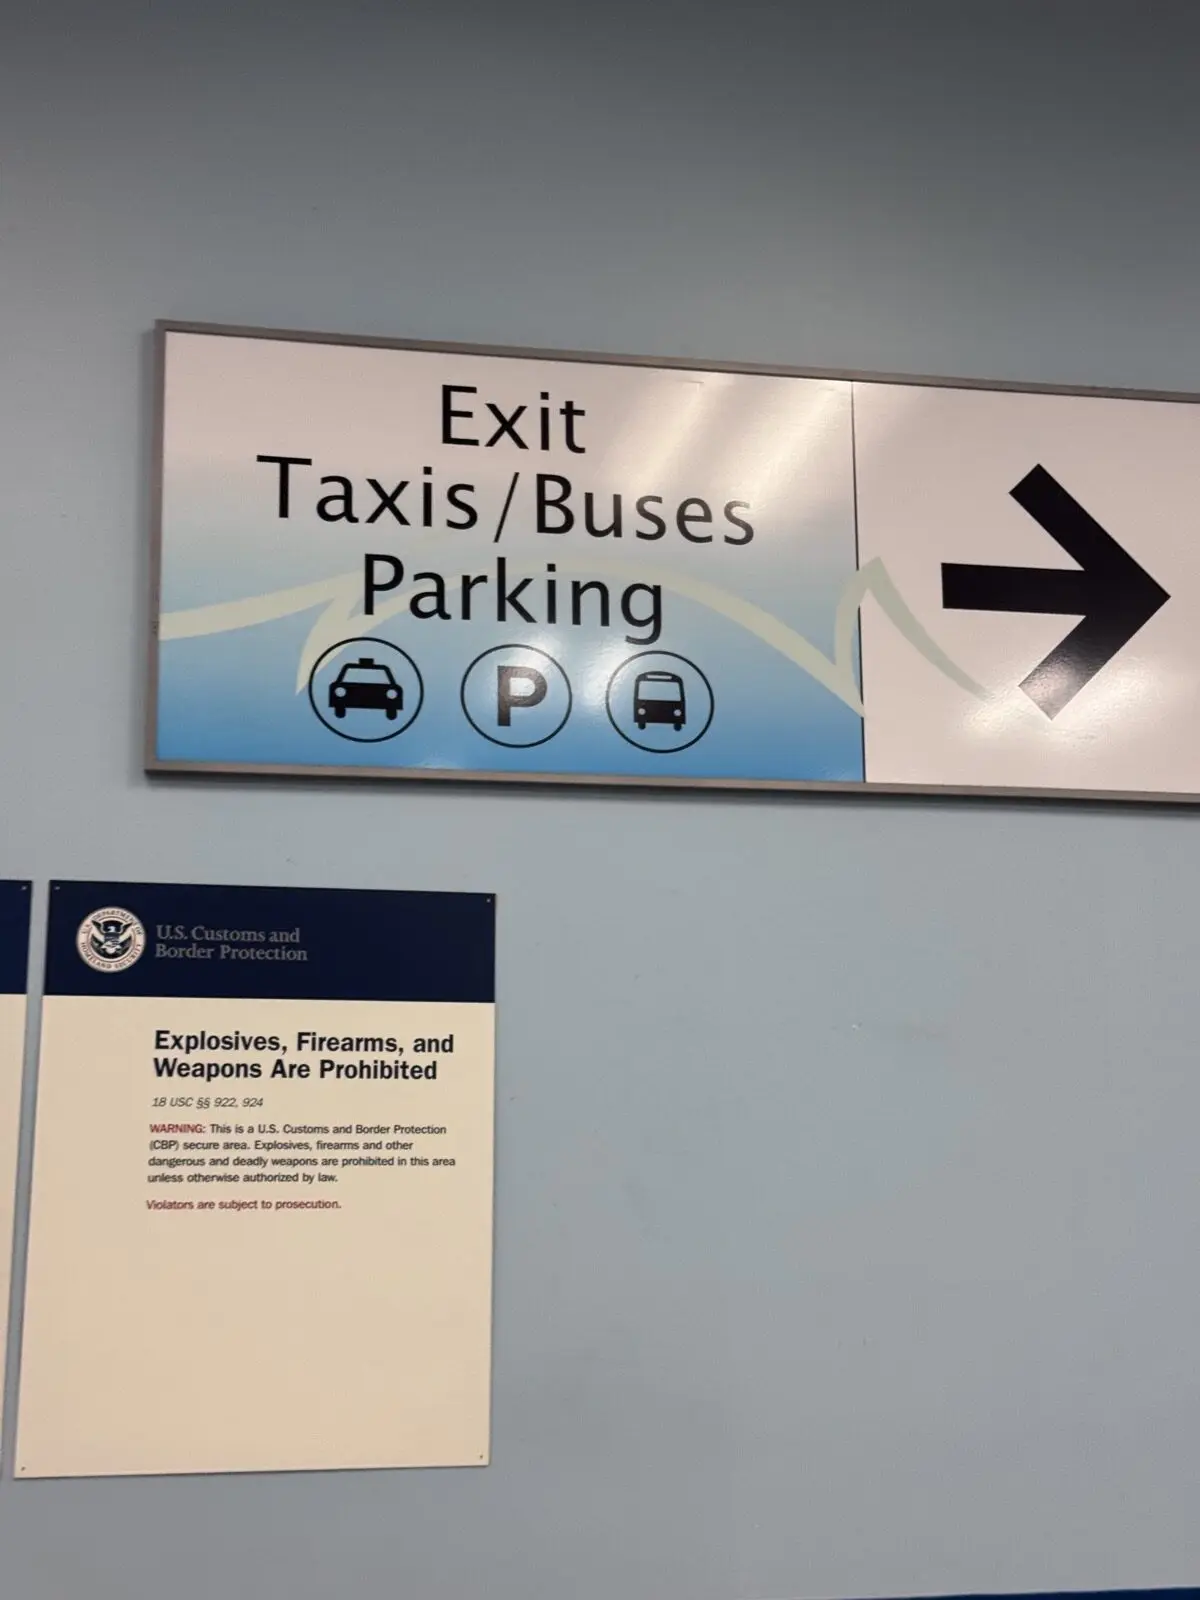 Exit
Taxis/Buses
Parking
P
U.S. Customs and
Border Protection
Explosives, Firearms, and
Weapons Are Prohibited
18 USC §§ 922, 924
WARNING: This is a U.S. Customs and Border Protection
(CBP) secure area. Explosives, firearms and other
dangerous and deadly weapons are prohibited in this area
unless otherwise authorized by law.
Violators are subject to prosecution.